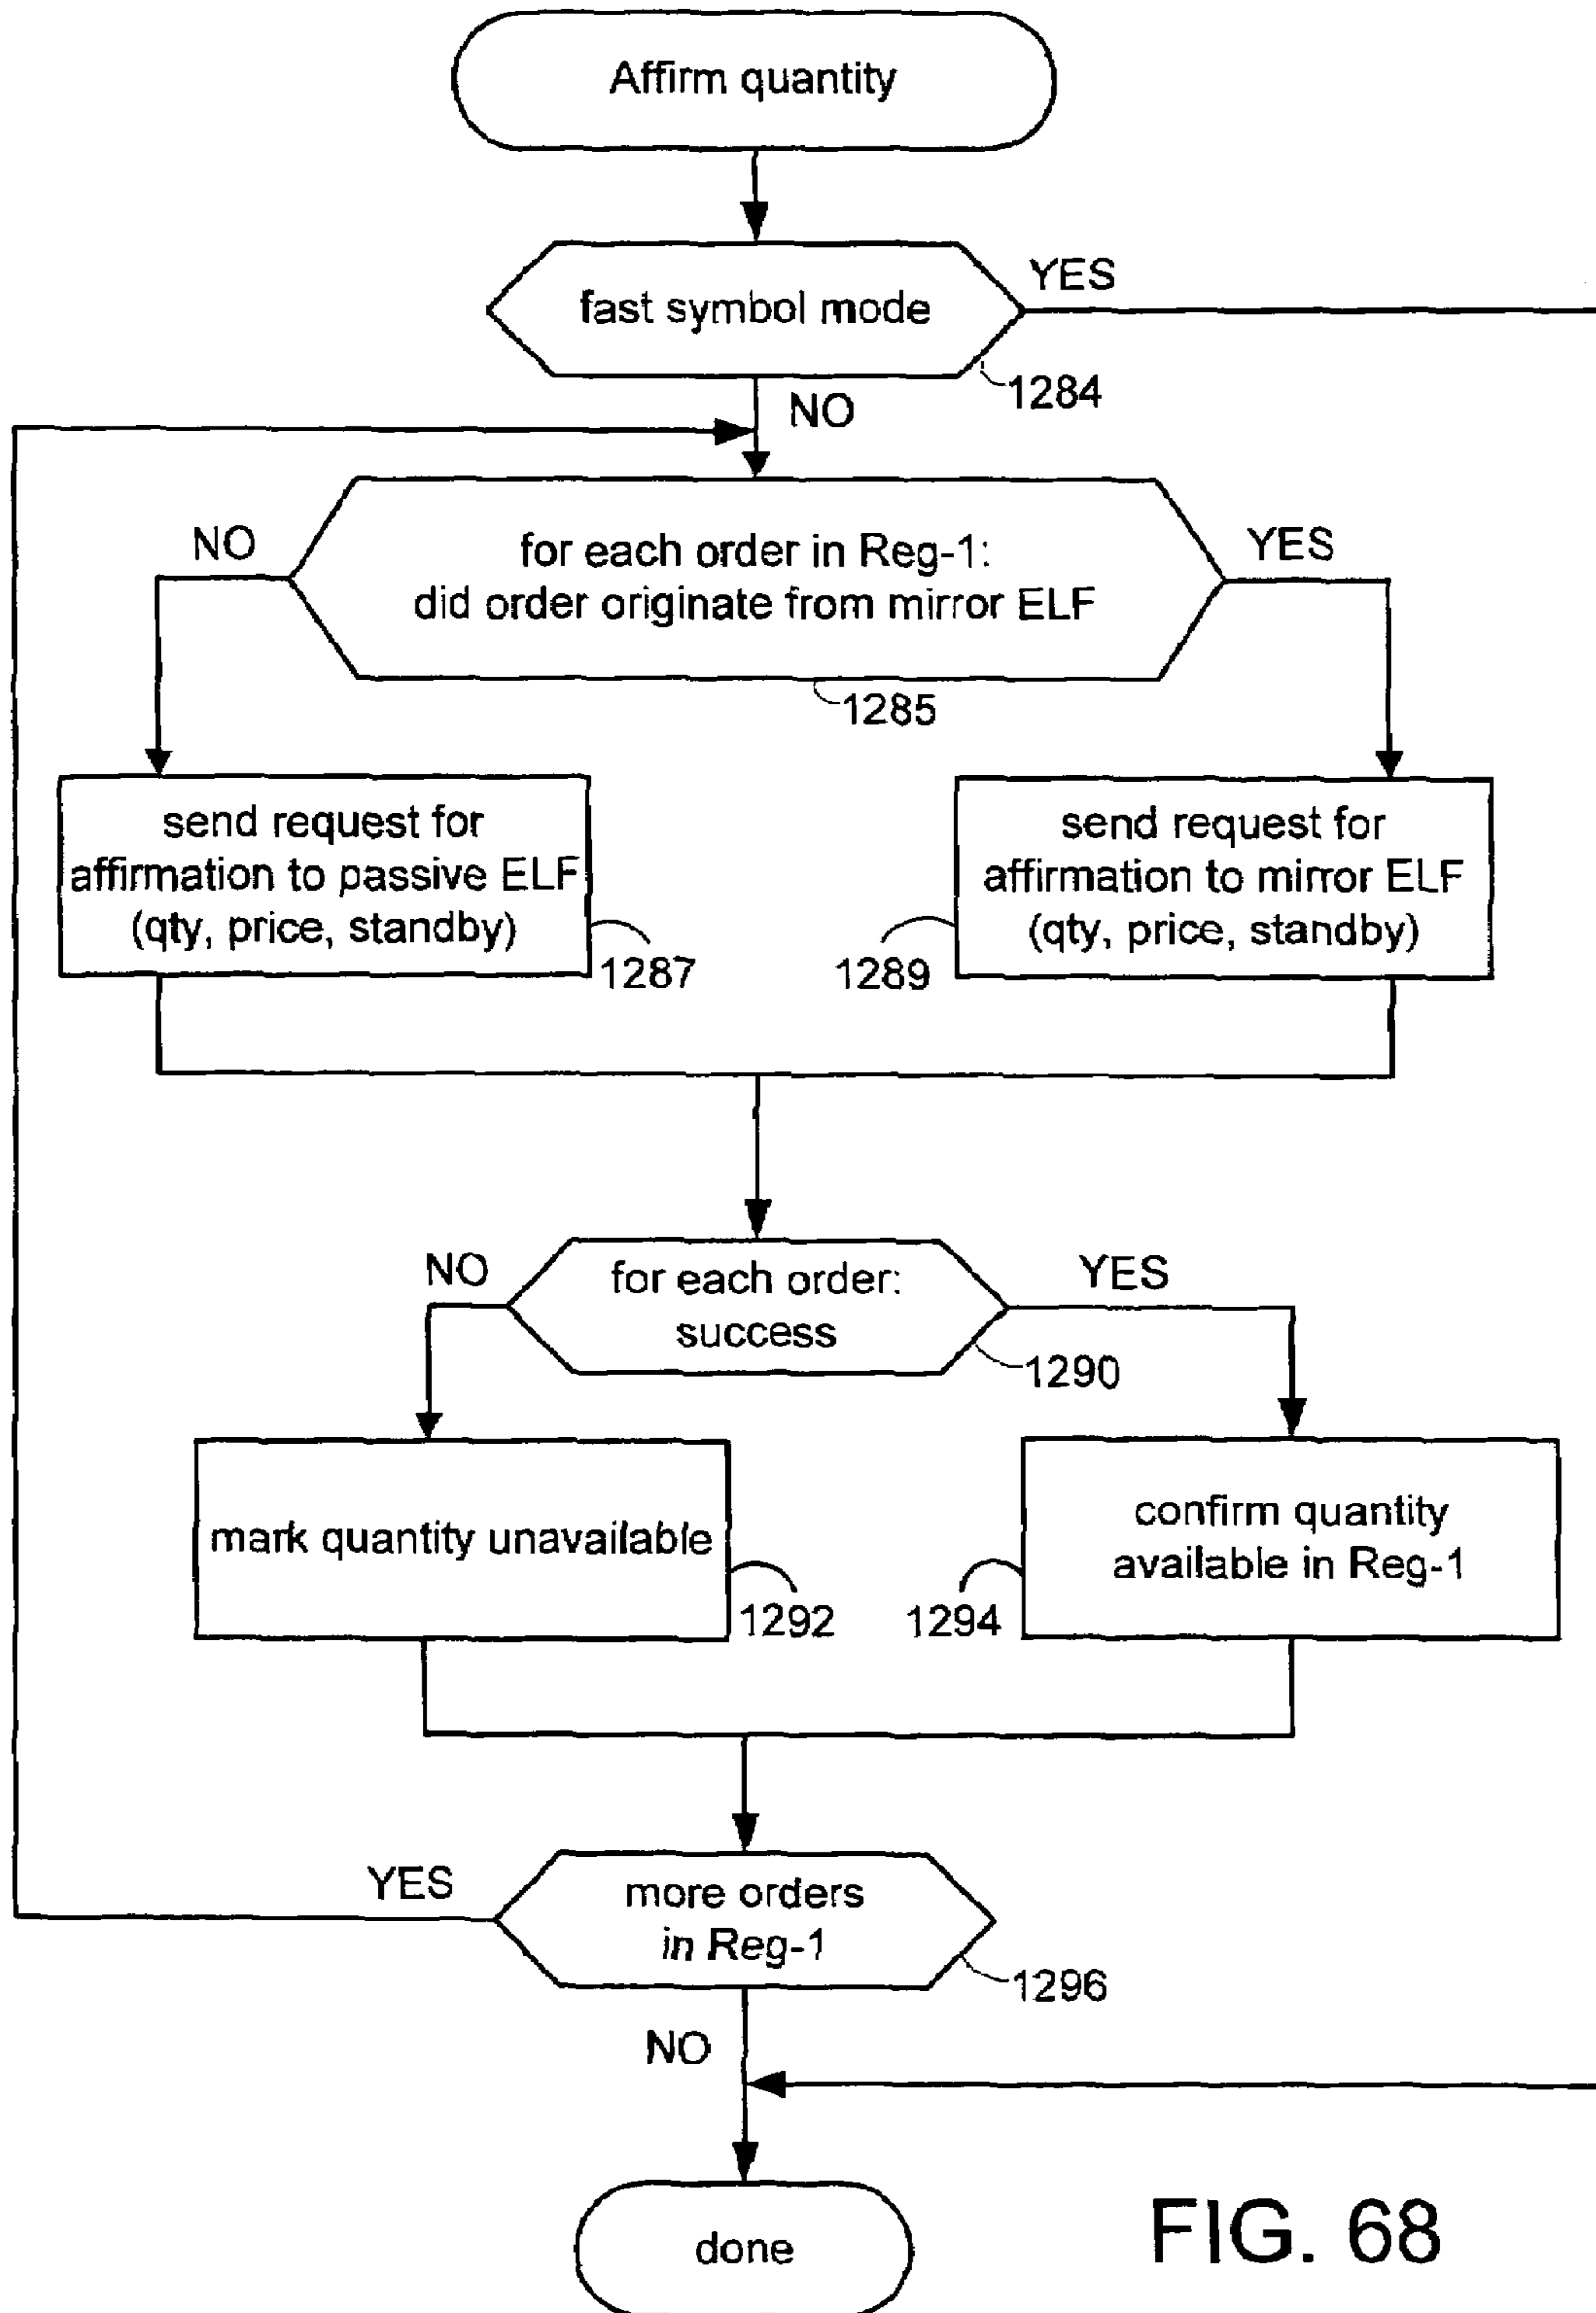 Affirm quantity
fast symbol mode
YES
1284
NO
NO
for each order in Reg-1:
did order originate from mirror ELF
YES
1285
send request for
affirmation to passive ELF
(qty, price, standby)
1287
send request for
affirmation to mirror ELF
(qty, price, standby)
1289
NO
for each order:
success
YES
1290
mark quantity unavailable
1292
confirm quantity
available in Reg-1
1294
YES
more orders
in Reg-1
1296
NO
done
FIG. 68